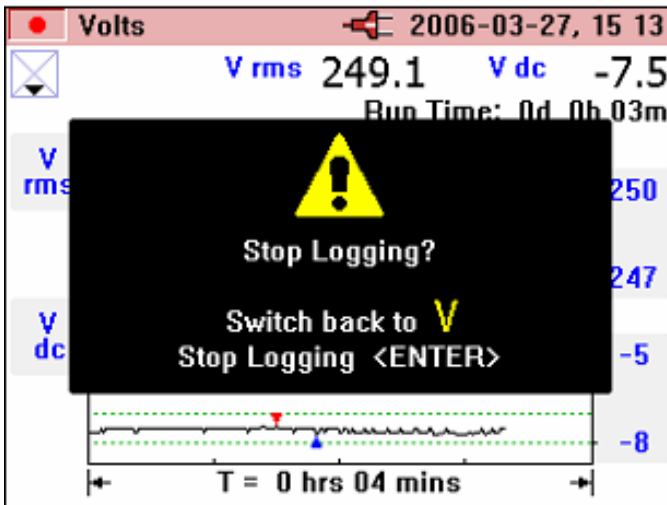 Volts 2006-03-27, 15 13
V rms 249.1 V dc -7.5
Run Time: 0d 0h 03m
V
rms
250
Stop Logging?
247
Switch back to V
V
dc
Stop Logging <ENTER>
-5
-8
T = 0 hrs 04 mins